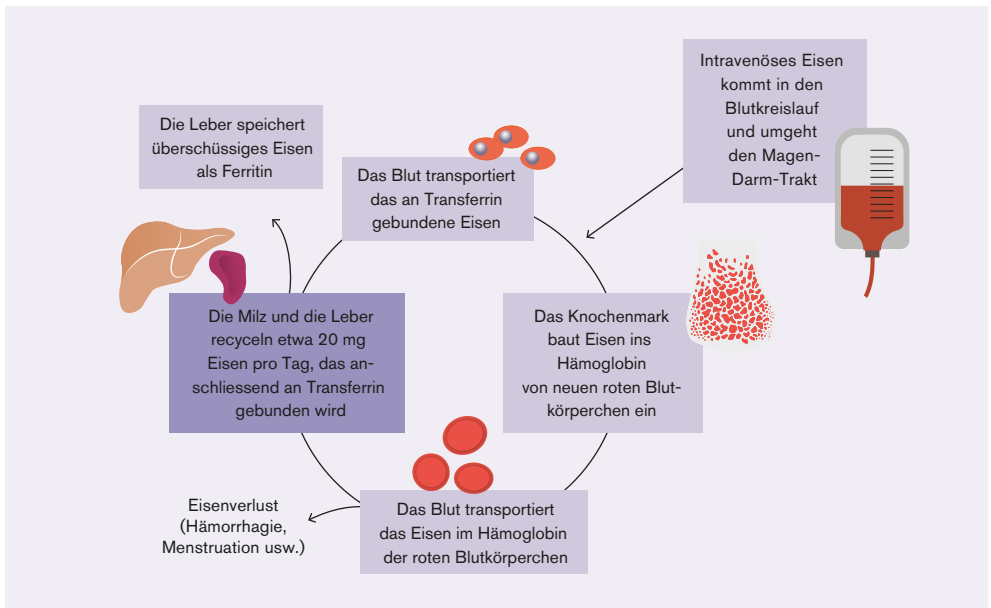 Intravenöses Eisen
kommt in den
Blutkreislauf
und umgeht
den Magen-
Darm-Trakt
Die Leber speichert
überschüssiges Eisen
als Ferritin
Das Blut transportiert
das an Transferrin
gebundene Eisen
Die Milz und die Leber
recyceln etwa 20 mg
Eisen pro Tag, das an-
schliessend an Transferrin
gebunden wird
Das Knochenmark
baut Eisen ins
Hämoglobin
von neuen roten Blut-
körperchen ein
Eisenverlust
(Hämorrhagie,
Menstruation usw.)
Das Blut transportiert
das Eisen im Hämoglobin
der roten Blutkörperchen